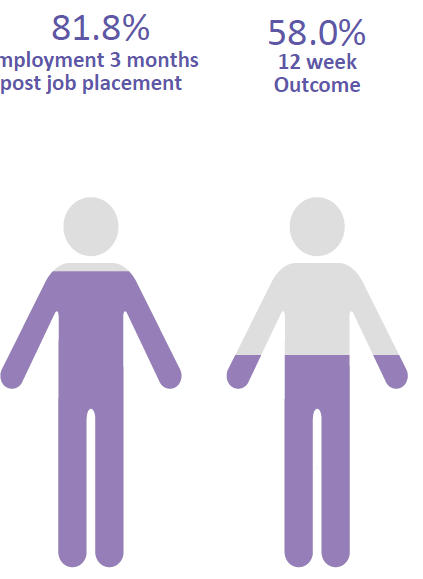 81.8%
mployment 3 months
post job placement
58.0%
12 week
Outcome